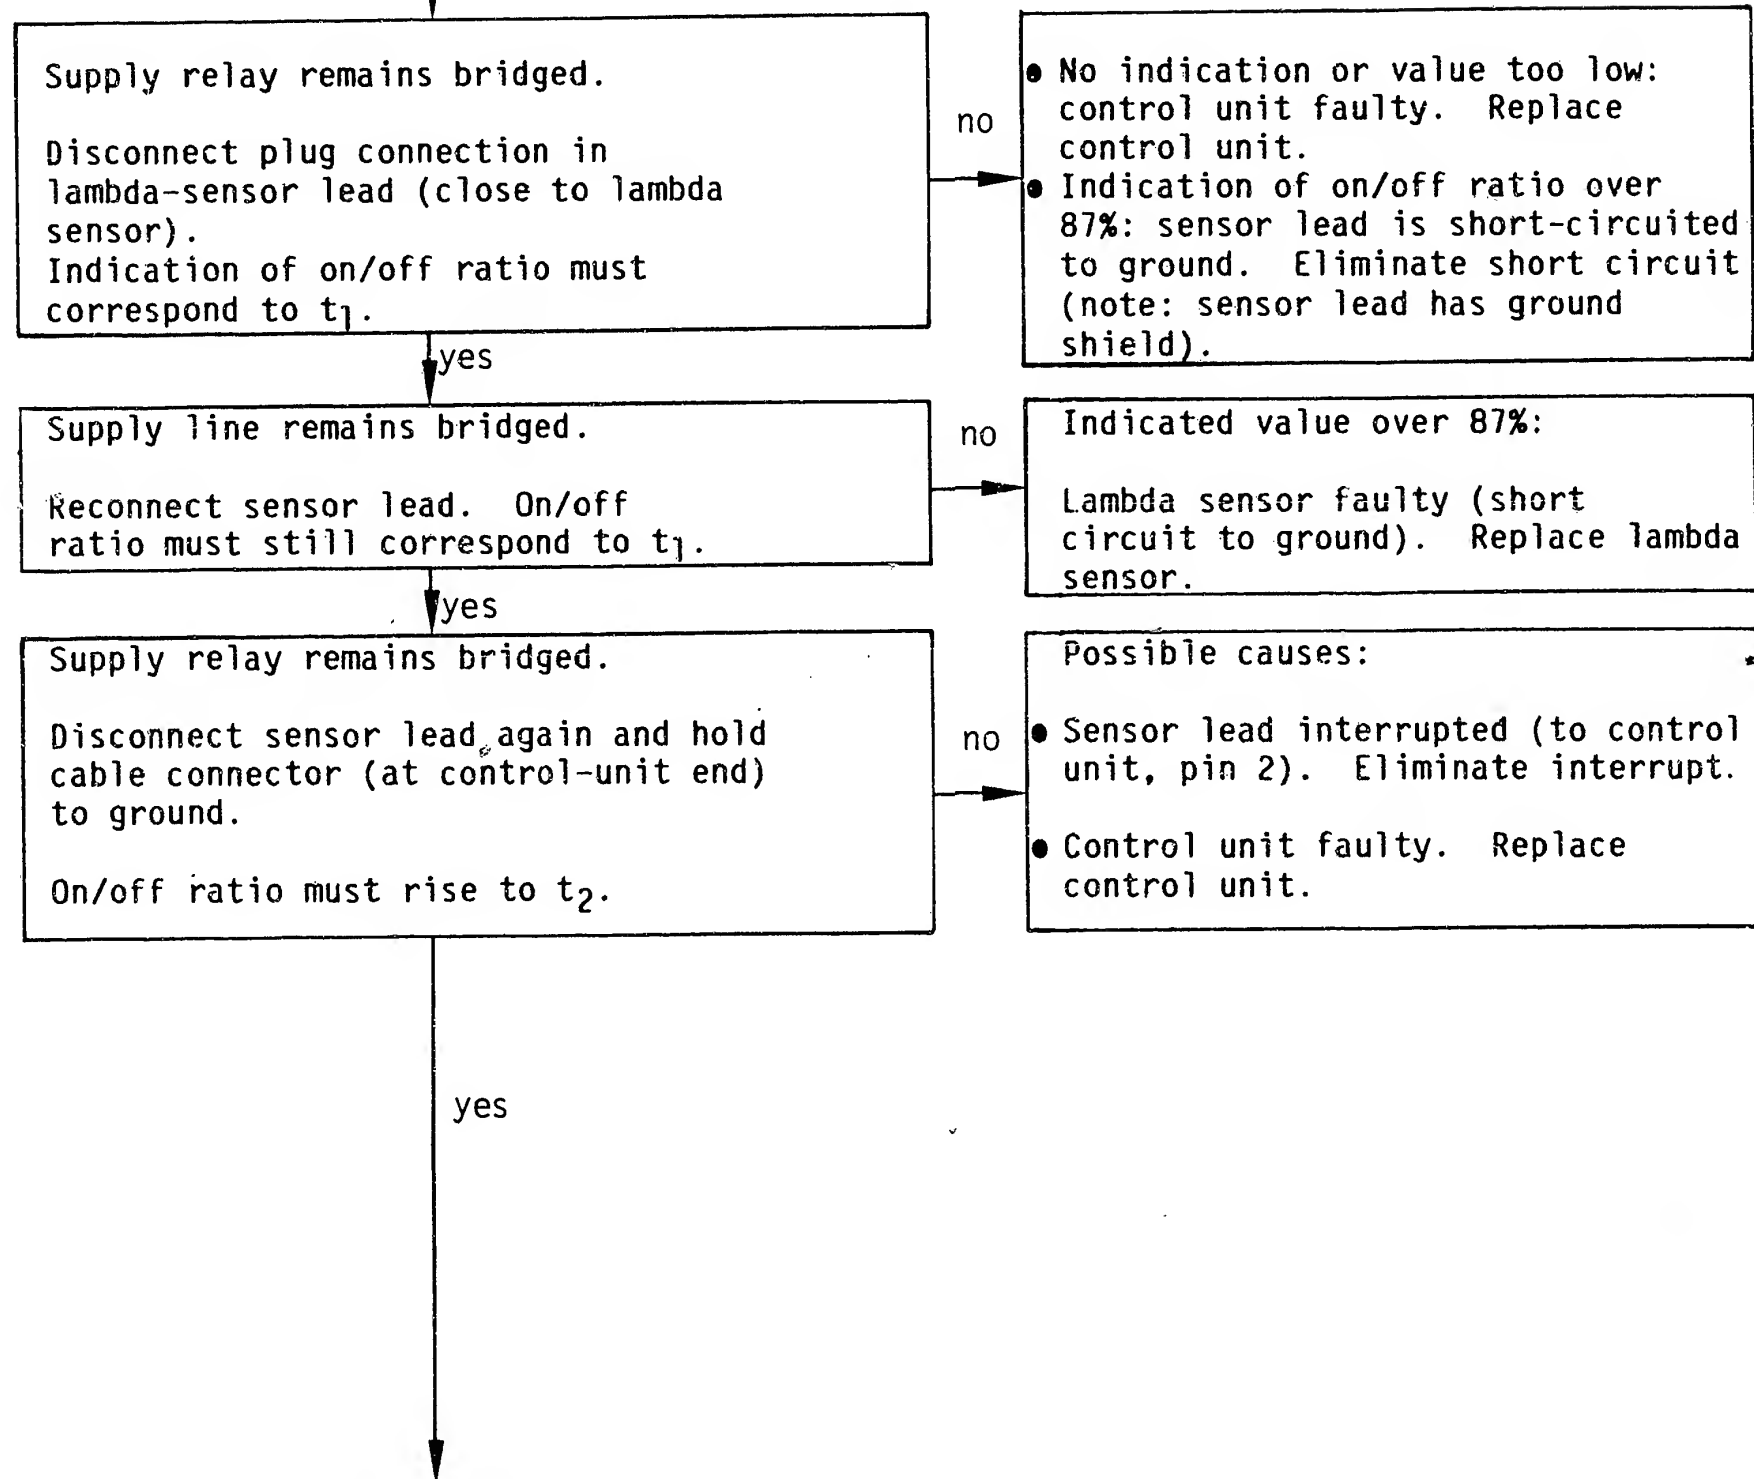 Supply relay remains bridged.
Disconnect plug connection in
lambda-sensor lead (close to lambda
sensor).
Indication of on/off ratio must
correspond to t₁.
no
● No indication or value too low:
control unit faulty. Replace
control unit.
● Indication of on/off ratio over
87%: sensor lead is short-circuited
to ground. Eliminate short circuit
(note: sensor lead has ground
shield).
yes
Supply line remains bridged.
Reconnect sensor lead. On/off
ratio must still correspond to t₁.
no
Indicated value over 87%:
Lambda sensor faulty (short
circuit to ground). Replace lambda
sensor.
yes
Supply relay remains bridged.
Disconnect sensor lead again and hold
cable connector (at control-unit end)
to ground.
On/off ratio must rise to t₂.
no
Possible causes:
● Sensor lead interrupted (to control
unit, pin 2). Eliminate interrupt.
● Control unit faulty. Replace
control unit.
yes